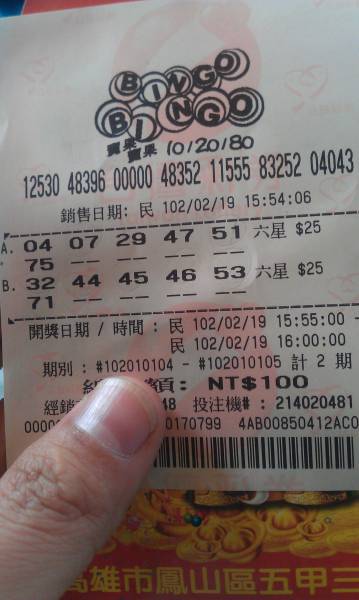 BINGO
BINGO
賓果
賓果 10/20/80
12530 48396 00000 48352 11555 83252 04043
銷售日期: 民 102/02/19 15:54:06
A. 04 07 29 47 51 六星 $25
75 -- -- -- --
B. 32 44 45 46 53 六星 $25
71 -- -- -- --
開獎日期 / 時間 : 民 102/02/19 15:55:00-
民 102/02/19 16:00:00
期別 : #102010104 - #102010105 計 2 期
額: NT$100
經銷 48 投注機# : 214020481
0170799 4AB00850412AC0
高雄市鳳山區五甲三